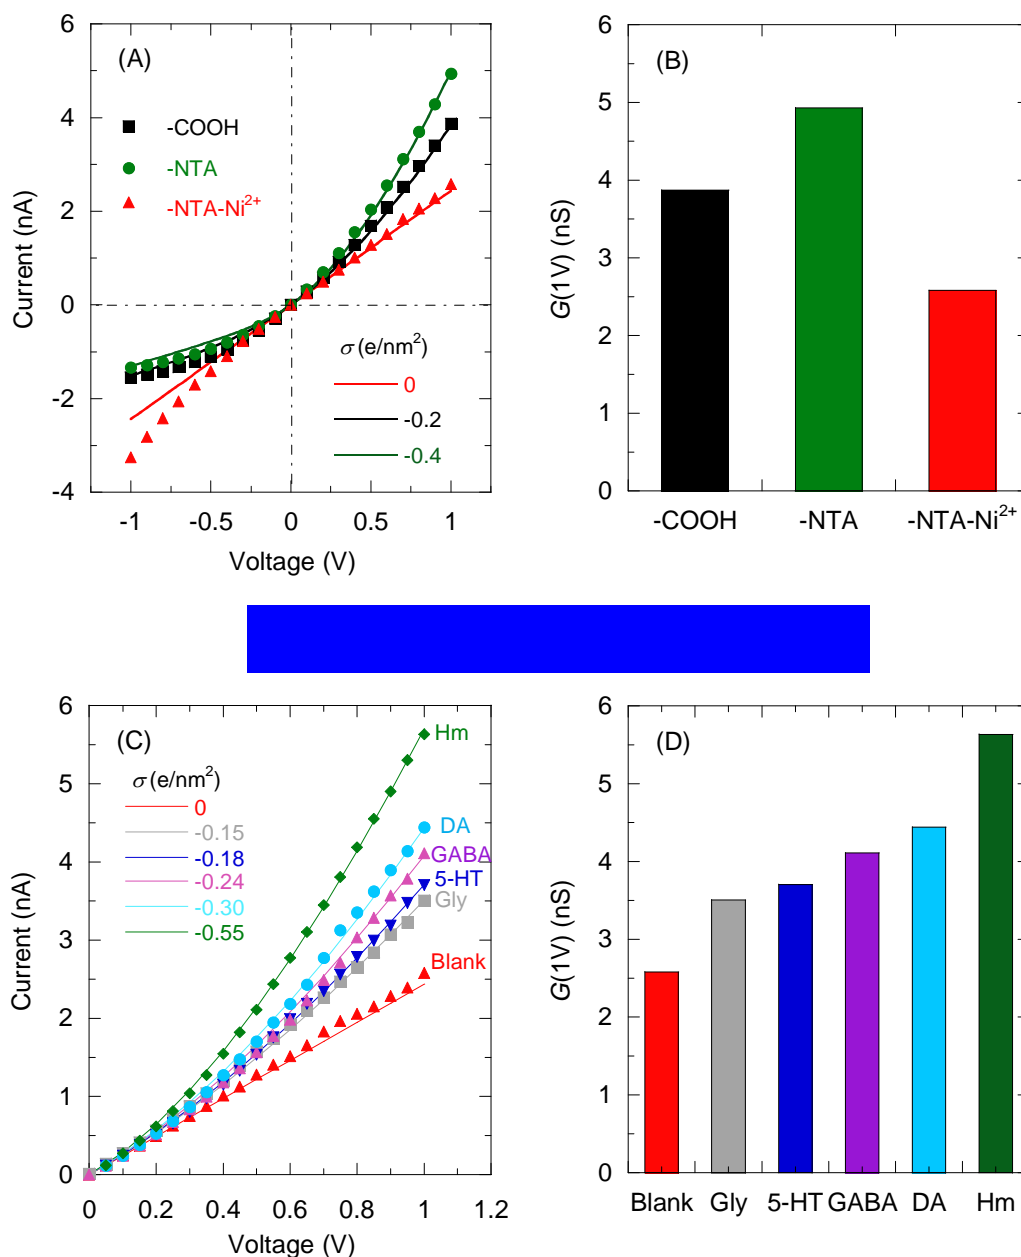 (A)
6
4
2
0
-2
-4
Current (nA)
-COOH
-NTA
-NTA-Ni²⁺
σ (e/nm²)
0
-0.2
-0.4
-1 -0.5 0 0.5 1
Voltage (V)
(B)
6
5
4
3
2
1
0
G(1 V) (nS)
-COOH -NTA -NTA-Ni²⁺
(C)
6
5
4
3
2
1
0
Current (nA)
σ (e/nm²)
0
-0.15
-0.18
-0.24
-0.30
-0.55
Hm
DA
GABA
5-HT
Gly
Blank
0 0.2 0.4 0.6 0.8 1 1.2
Voltage (V)
(D)
6
5
4
3
2
1
0
G(1V) (nS)
Blank Gly 5-HT GABA DA Hm